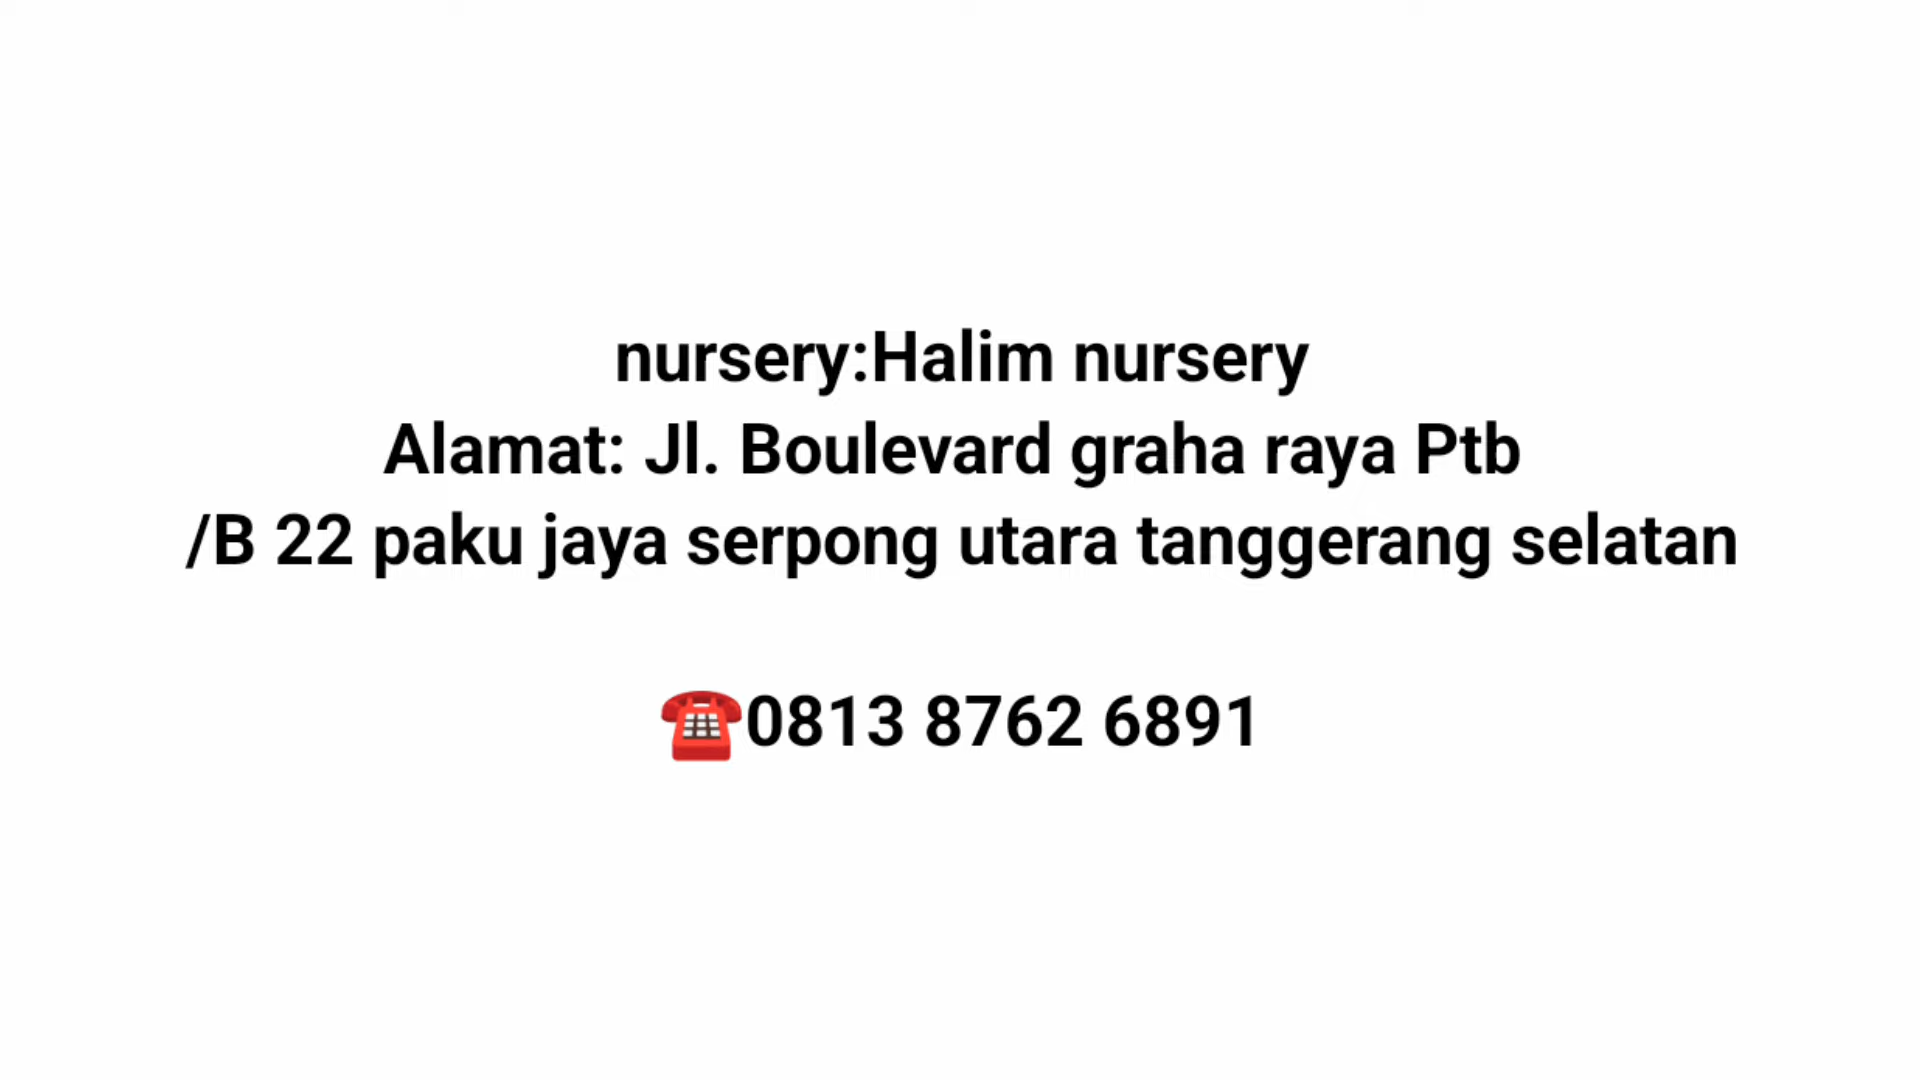 nursery:Halim nursery
Alamat: Jl. Boulevard graha raya Ptb
/B 22 paku jaya serpong utara tanggerang selatan
☎️0813 8762 6891